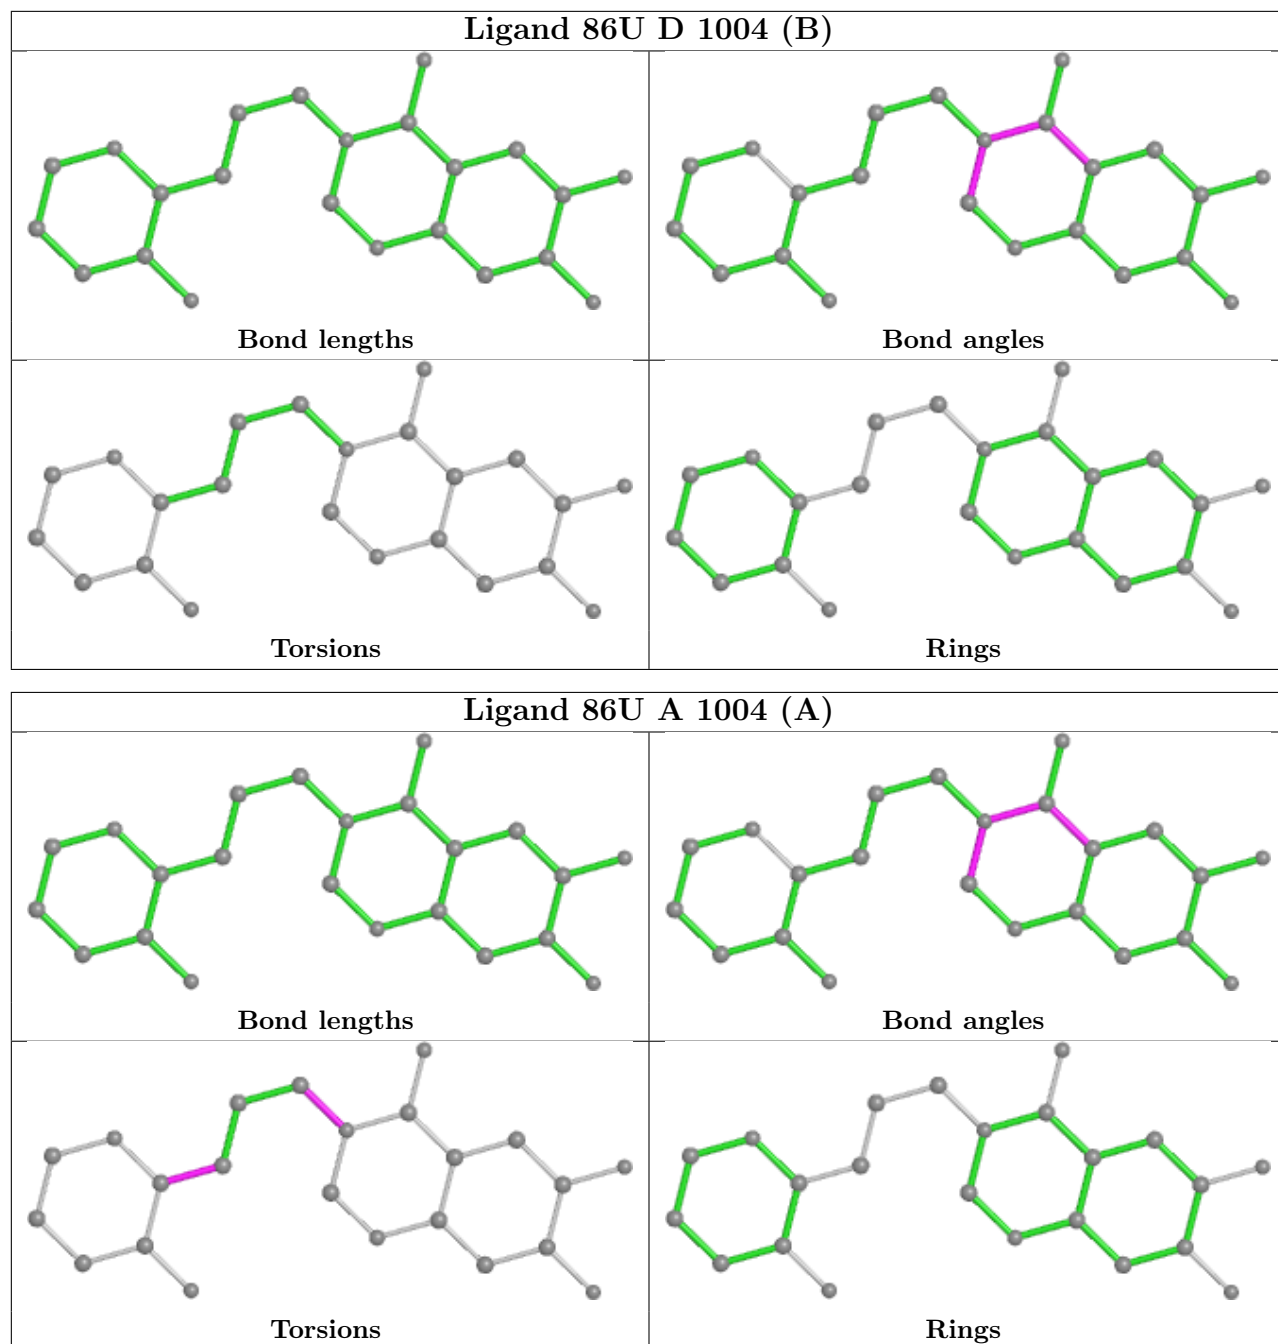 Ligand 86U D 1004 (B)
Bond lengths
Bond angles
Torsions
Rings
Ligand 86U A 1004 (A)
Bond lengths
Bond angles
Torsions
Rings